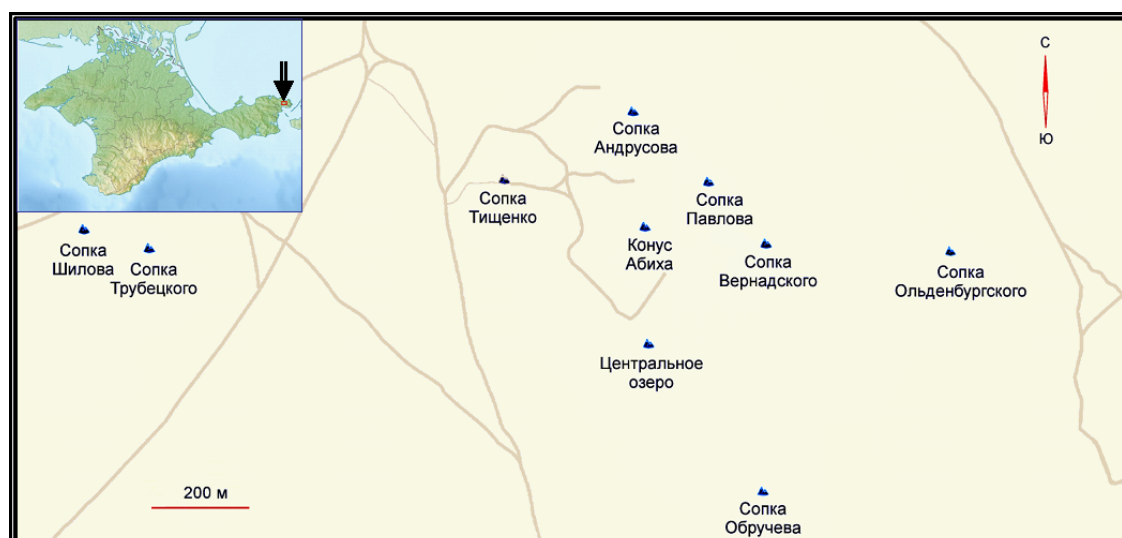 С
Ю
Сопка
Андрусова
Сопка
Тищенко
Сопка
Павлова
Сопка
Шилова
Сопка
Трубецкого
Конус
Абиха
Сопка
Вернадского
Сопка
Ольденбургского
Центральное
озеро
200 м
Сопка
Обручева